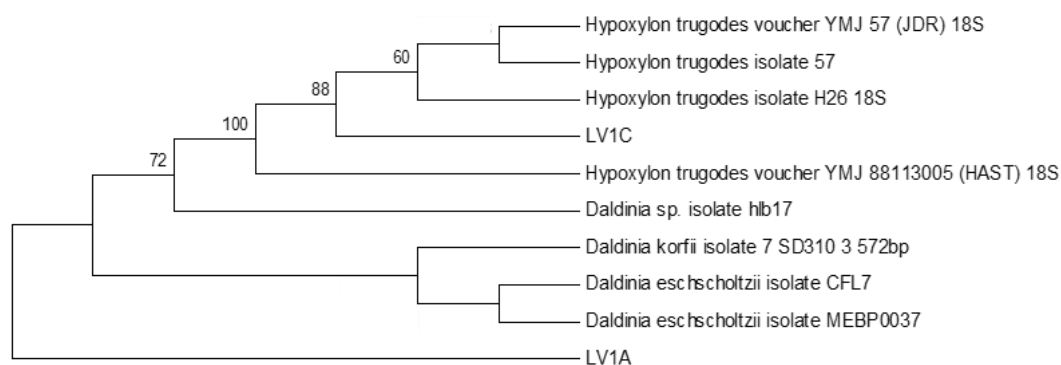 Hypoxylon trugodes voucher YMJ 57 (JDR) 18S
60
Hypoxylon trugodes isolate 57
88
Hypoxylon trugodes isolate H26 18S
100
LV1C
72
Hypoxylon trugodes voucher YMJ 88113005 (HAST) 18S
Daldinia sp. isolate hlb17
Daldinia korfii isolate 7 SD310 3 572bp
Daldinia eschscholtzii isolate CFL7
Daldinia eschscholtzii isolate MEBP0037
LV1A